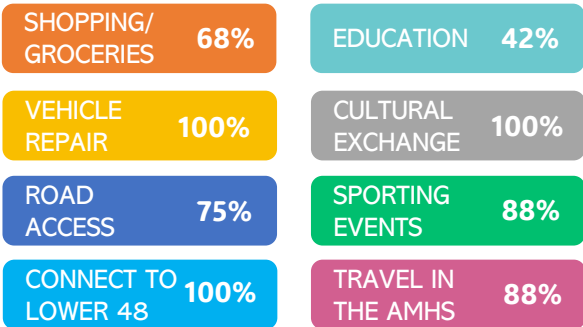 SHOPPING/
GROCERIES
68%
EDUCATION 42%
VEHICLE
REPAIR
100%
CULTURAL
EXCHANGE
100%
ROAD
ACCESS
75%
SPORTING
EVENTS
88%
CONNECT TO
LOWER 48
100%
TRAVEL IN
THE AMHS
88%